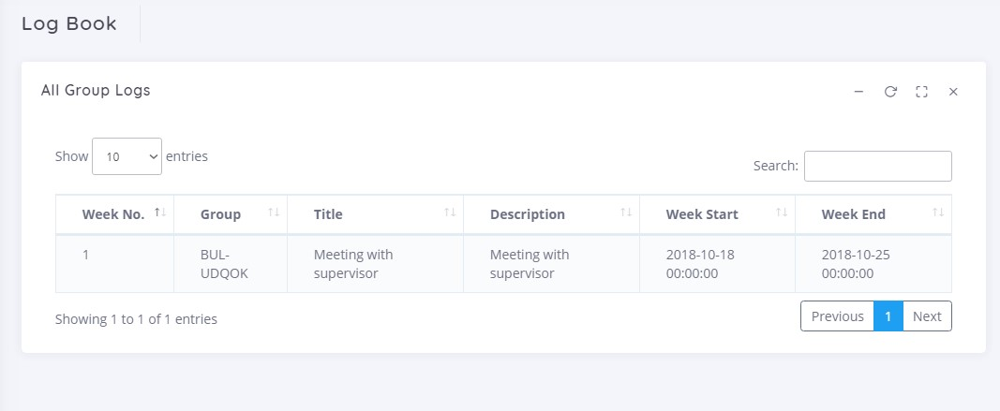 Log Book
All Group Logs
Show 10 entries
Search:
Week No. Group Title Description Week Start Week End
1 BUL- Meeting with Meeting with 2018-10-18 2018-10-25
UDQOK supervisor supervisor 00:00:00 00:00:00
Showing 1 to 1 of 1 entries
Previous 1 Next